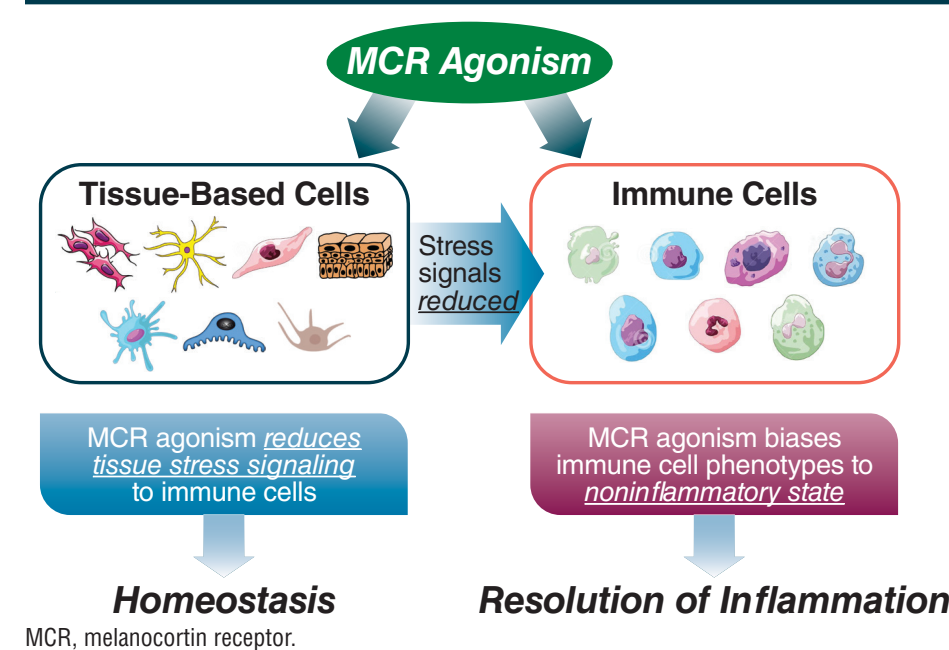 MCR Agonism
Tissue-Based Cells
Stress
signals
reduced
Immune Cells
MCR agonism reduces
tissue stress signaling
to immune cells
MCR agonism biases
immune cell phenotypes to
noninflammatory state
Homeostasis
Resolution of Inflammation
MCR, melanocortin receptor.